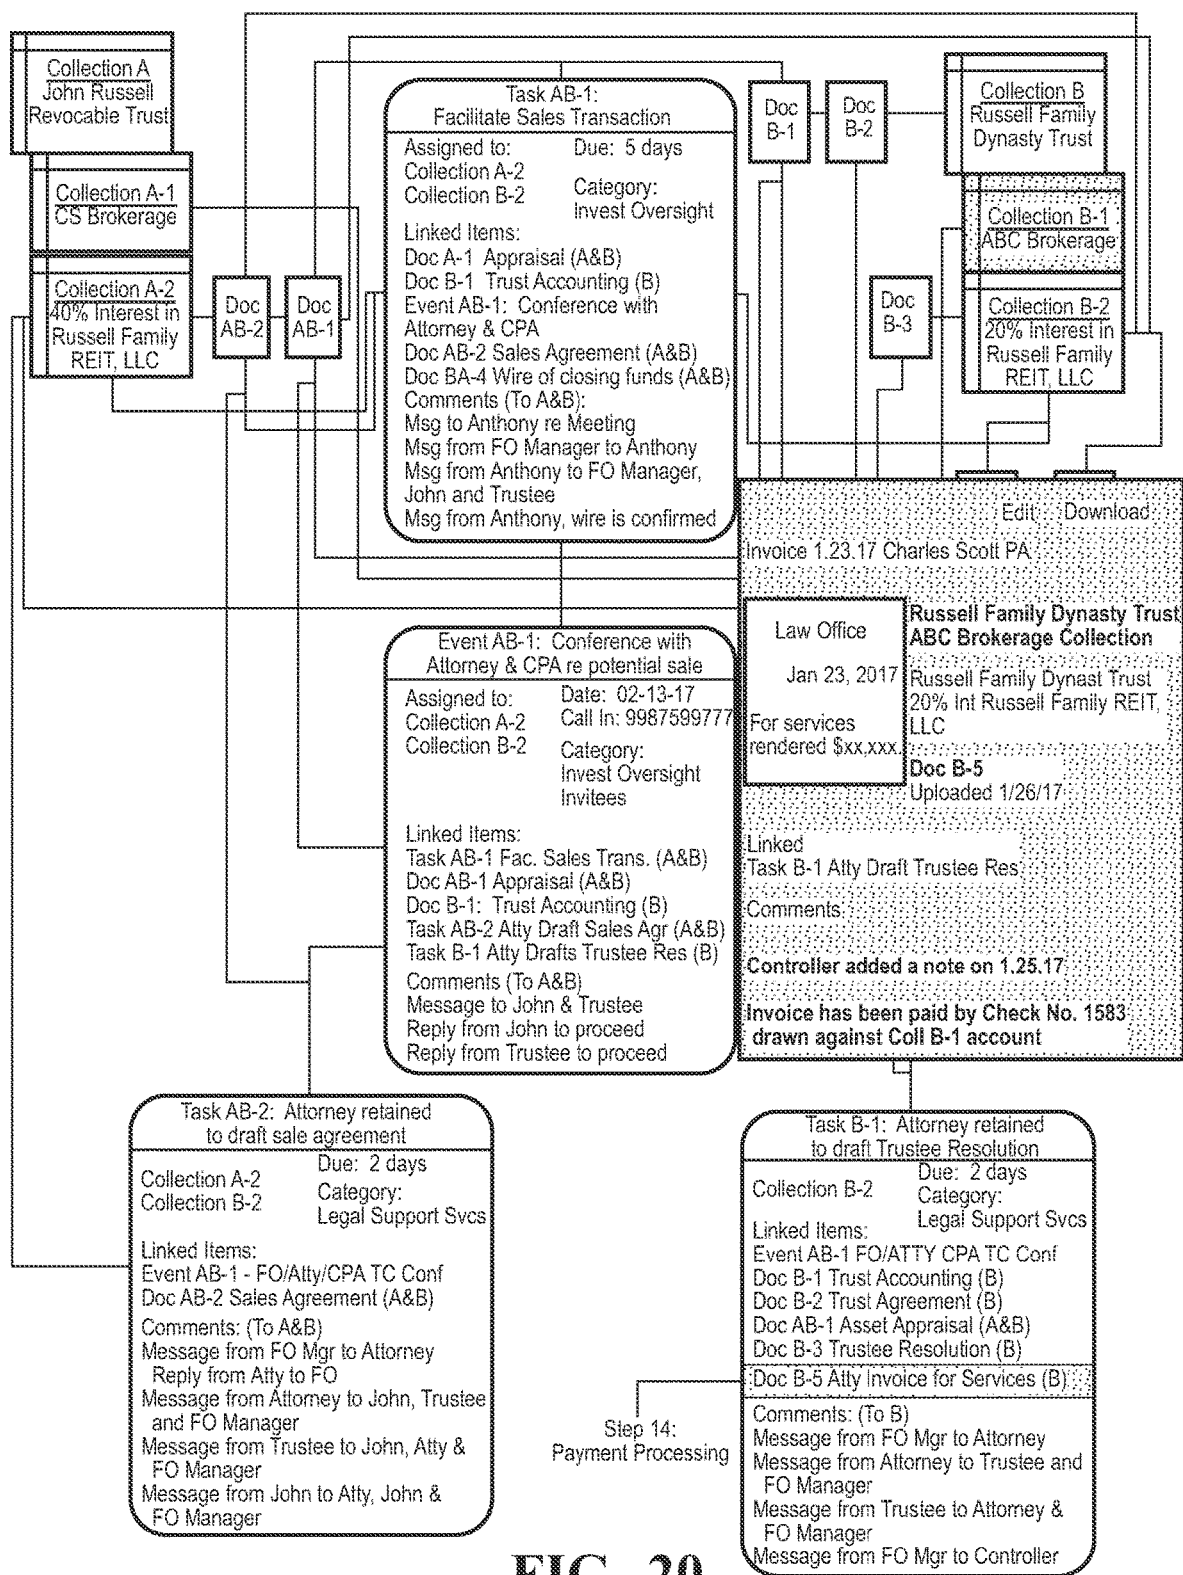 Collection A
John Russell
Revocable Trust
Collection A-1
CS Brokerage
Collection A-2
40% Interest in
Russell Family
REIT, LLC
Doc
AB-2
Doc
AB-1
Task AB-1:
Facilitate Sales Transaction
Assigned to:
Collection A-2
Collection B-2
Due: 5 days
Category:
Invest Oversight
Linked Items:
Doc A-1 Appraisal (A&B)
Doc B-1 Trust Accounting (B)
Event AB-1: Conference with
Attorney & CPA
Doc AB-2 Sales Agreement (A&B)
Doc BA-4 Wire of closing funds (A&B)
Comments (To A&B):
Msg to Anthony re Meeting
Msg from FO Manager to Anthony
Msg from Anthony to FO Manager,
John and Trustee
Msg from Anthony, wire is confirmed
Doc
B-1
Doc
B-2
Collection B
Russell Family
Dynasty Trust
Collection B-1
ABC Brokerage
Doc
B-3
Collection B-2
20% Interest in
Russell Family
REIT, LLC
Edit
Download
Invoice 1.23.17 Charles Scott PA
Law Office
Jan 23, 2017
For services
rendered $xx,xxx.
Russell Family Dynasty Trust
ABC Brokerage Collection
Russell Family Dynast Trust
20% Int Russell Family REIT,
LLC
Doc B-5
Uploaded 1/26/17
Linked
Task B-1 Atty Draft Trustee Res
Comments:
Controller added a note on 1.25.17
Invoice has been paid by Check No. 1583
drawn against Coll B-1 account
Event AB-1: Conference with
Attorney & CPA re potential sale
Assigned to:
Collection A-2
Collection B-2
Date: 02-13-17
Call In: 9987599777
Category:
Invest Oversight
Invitees
Linked Items:
Task AB-1 Fac. Sales Trans. (A&B)
Doc AB-1 Appraisal (A&B)
Doc B-1: Trust Accounting (B)
Task AB-2 Atty Draft Sales Agr (A&B)
Task B-1 Atty Drafts Trustee Res (B)
Comments (To A&B)
Message to John & Trustee
Reply from John to proceed
Reply from Trustee to proceed
Task AB-2: Attorney retained
to draft sale agreement
Collection A-2
Collection B-2
Due: 2 days
Category:
Legal Support Svcs
Linked Items:
Event AB-1 - FO/Atty/CPA TC Conf
Doc AB-2 Sales Agreement (A&B)
Comments: (To A&B)
Message from FO Mgr to Attorney
Reply from Atty to FO
Message from Attorney to John, Trustee
and FO Manager
Message from Trustee to John, Atty &
FO Manager
Message from John to Atty, John &
FO Manager
Step 14:
Payment Processing
Task B-1: Attorney retained
to draft Trustee Resolution
Collection B-2
Due: 2 days
Category:
Legal Support Svcs
Linked Items:
Event AB-1 FO/ATTY CPA TC Conf
Doc B-1 Trust Accounting (B)
Doc B-2 Trust Agreement (B)
Doc AB-1 Asset Appraisal (A&B)
Doc B-3 Trustee Resolution (B)
Doc B-5 Atty Invoice for Services (B)
Comments: (To B)
Message from FO Mgr to Attorney
Message from Attorney to Trustee and
FO Manager
Message from Trustee to Attorney &
FO Manager
Message from FO Mgr to Controller
FIG. 20